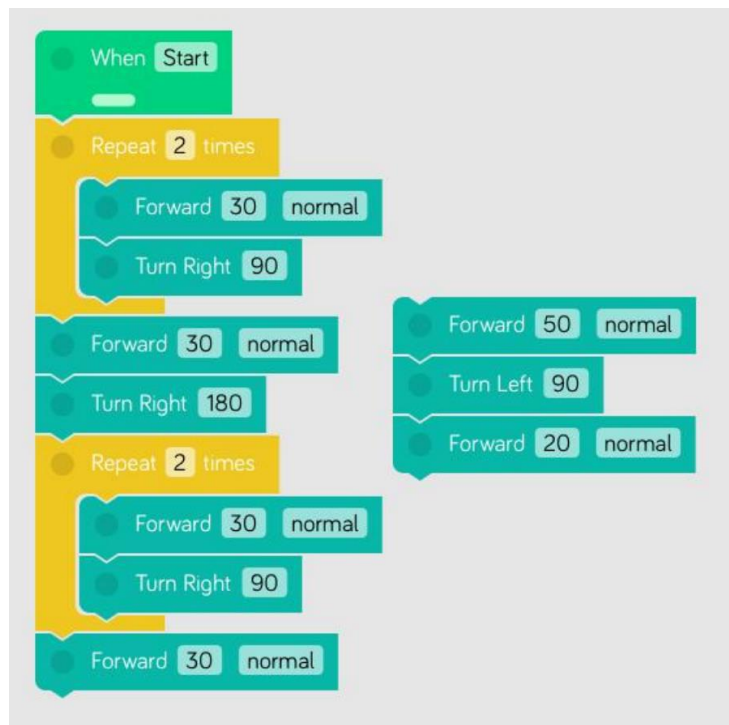 When Start
Repeat 2 times
Forward 30 normal
Turn Right 90
Forward 30 normal
Turn Right 180
Repeat 2 times
Forward 30 normal
Turn Right 90
Forward 30 normal
Forward 50 normal
Turn Left 90
Forward 20 normal